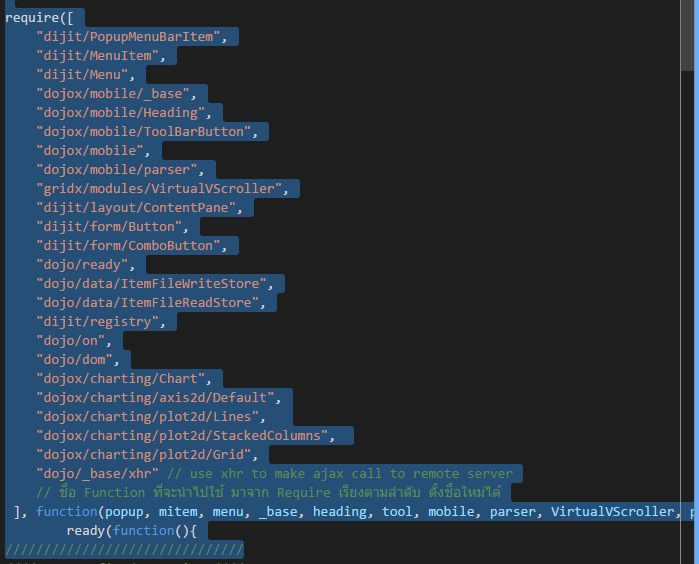 require([
"dijit/PopupMenuBarItem",
"dijit/MenuItem",
"dijit/Menu",
"dojox/mobile/_base",
"dojox/mobile/Heading",
"dojox/mobile/ToolBarButton",
"dojox/mobile",
"dojox/mobile/parser",
"gridx/modules/VirtualVScroller",
"dijit/layout/ContentPane",
"dijit/form/Button",
"dijit/form/ComboButton",
"dojo/ready",
"dojo/data/ItemFileWriteStore",
"dojo/data/ItemFileReadStore",
"dijit/registry",
"dojo/on",
"dojo/dom",
"dojox/charting/Chart",
"dojox/charting/axis2d/Default",
"dojox/charting/plot2d/Lines",
"dojox/charting/plot2d/StackedColumns",
"dojox/charting/plot2d/Grid",
"dojo/_base/xhr" // use xhr to make ajax call to remote server
// ชื่อ Function ที่จะนำไปใช้ มาจาก Require เรียงตามลำดับ ตั้งชื่อใหม่ได้
], function(popup, mitem, menu, _base, heading, tool, mobile, parser, VirtualVScroller, p
ready(function(){
////////////////////////////////